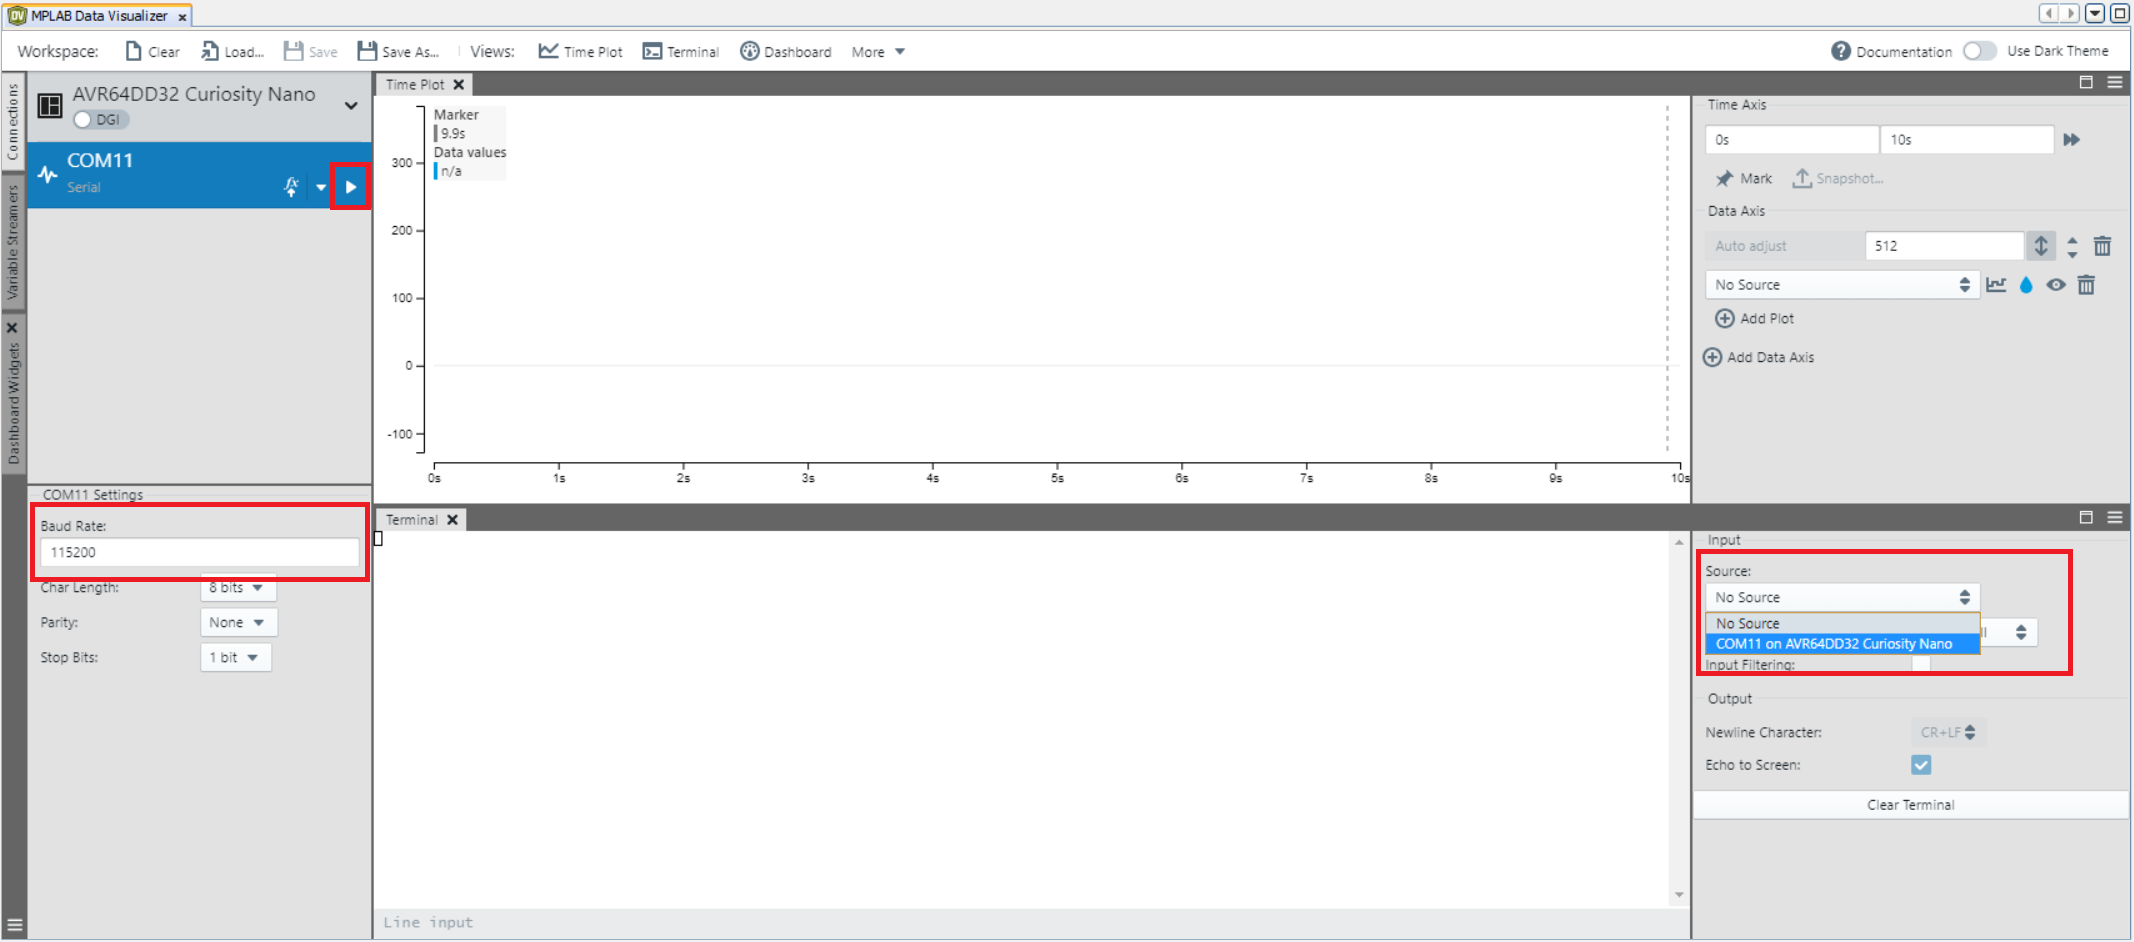 MPLAB Data Visualizer
Workspace: Clear Load... Save Save As... Views: Time Plot Terminal Dashboard More Documentation Use Dark Theme
Connections
Variable Streamers
Dashboard Widgets
AVR64DD32 Curiosity Nano
DGI
COM11
Serial
COM11 Settings
Baud Rate:
115200
Char Length: 8 bits
Parity: None
Stop Bits: 1 bit
Time Plot
Marker
9.9s
Data values
n/a
300
200
100
0
-100
0s 1s 2s 3s 4s 5s 6s 7s 8s 9s 10s
Time Axis
0s 10s
Mark Snapshot...
Data Axis
Auto adjust 512
No Source
Add Plot
Add Data Axis
Terminal
Line input
Input
Source:
No Source
No Source
COM11 on AVR64DD32 Curiosity Nano
Input Filtering:
Output
Newline Character: CR+LF
Echo to Screen:
Clear Terminal